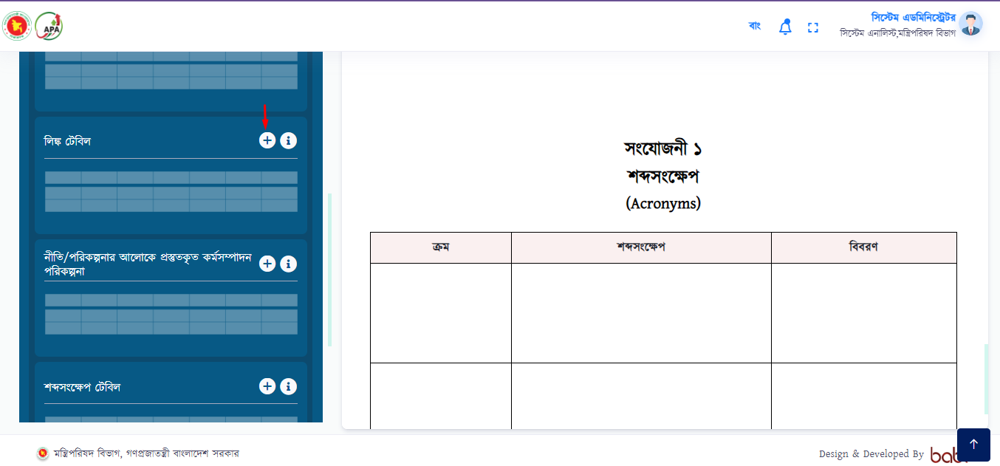 APA
বাং
সিস্টেম এডমিনিস্ট্রেটর
সিস্টেম এনালিস্ট,মন্ত্রিপরিষদ বিভাগ
লিঙ্ক টেবিল
নীতি/পরিকল্পনার আলোকে প্রস্তুতকৃত কর্মসম্পাদন
পরিকল্পনা
শব্দসংক্ষেপ টেবিল
সংযোজনী ১
শব্দসংক্ষেপ
(Acronyms)
ক্রম শব্দসংক্ষেপ বিবরণ
মন্ত্রিপরিষদ বিভাগ, গণপ্রজাতন্ত্রী বাংলাদেশ সরকার
Design & Developed By